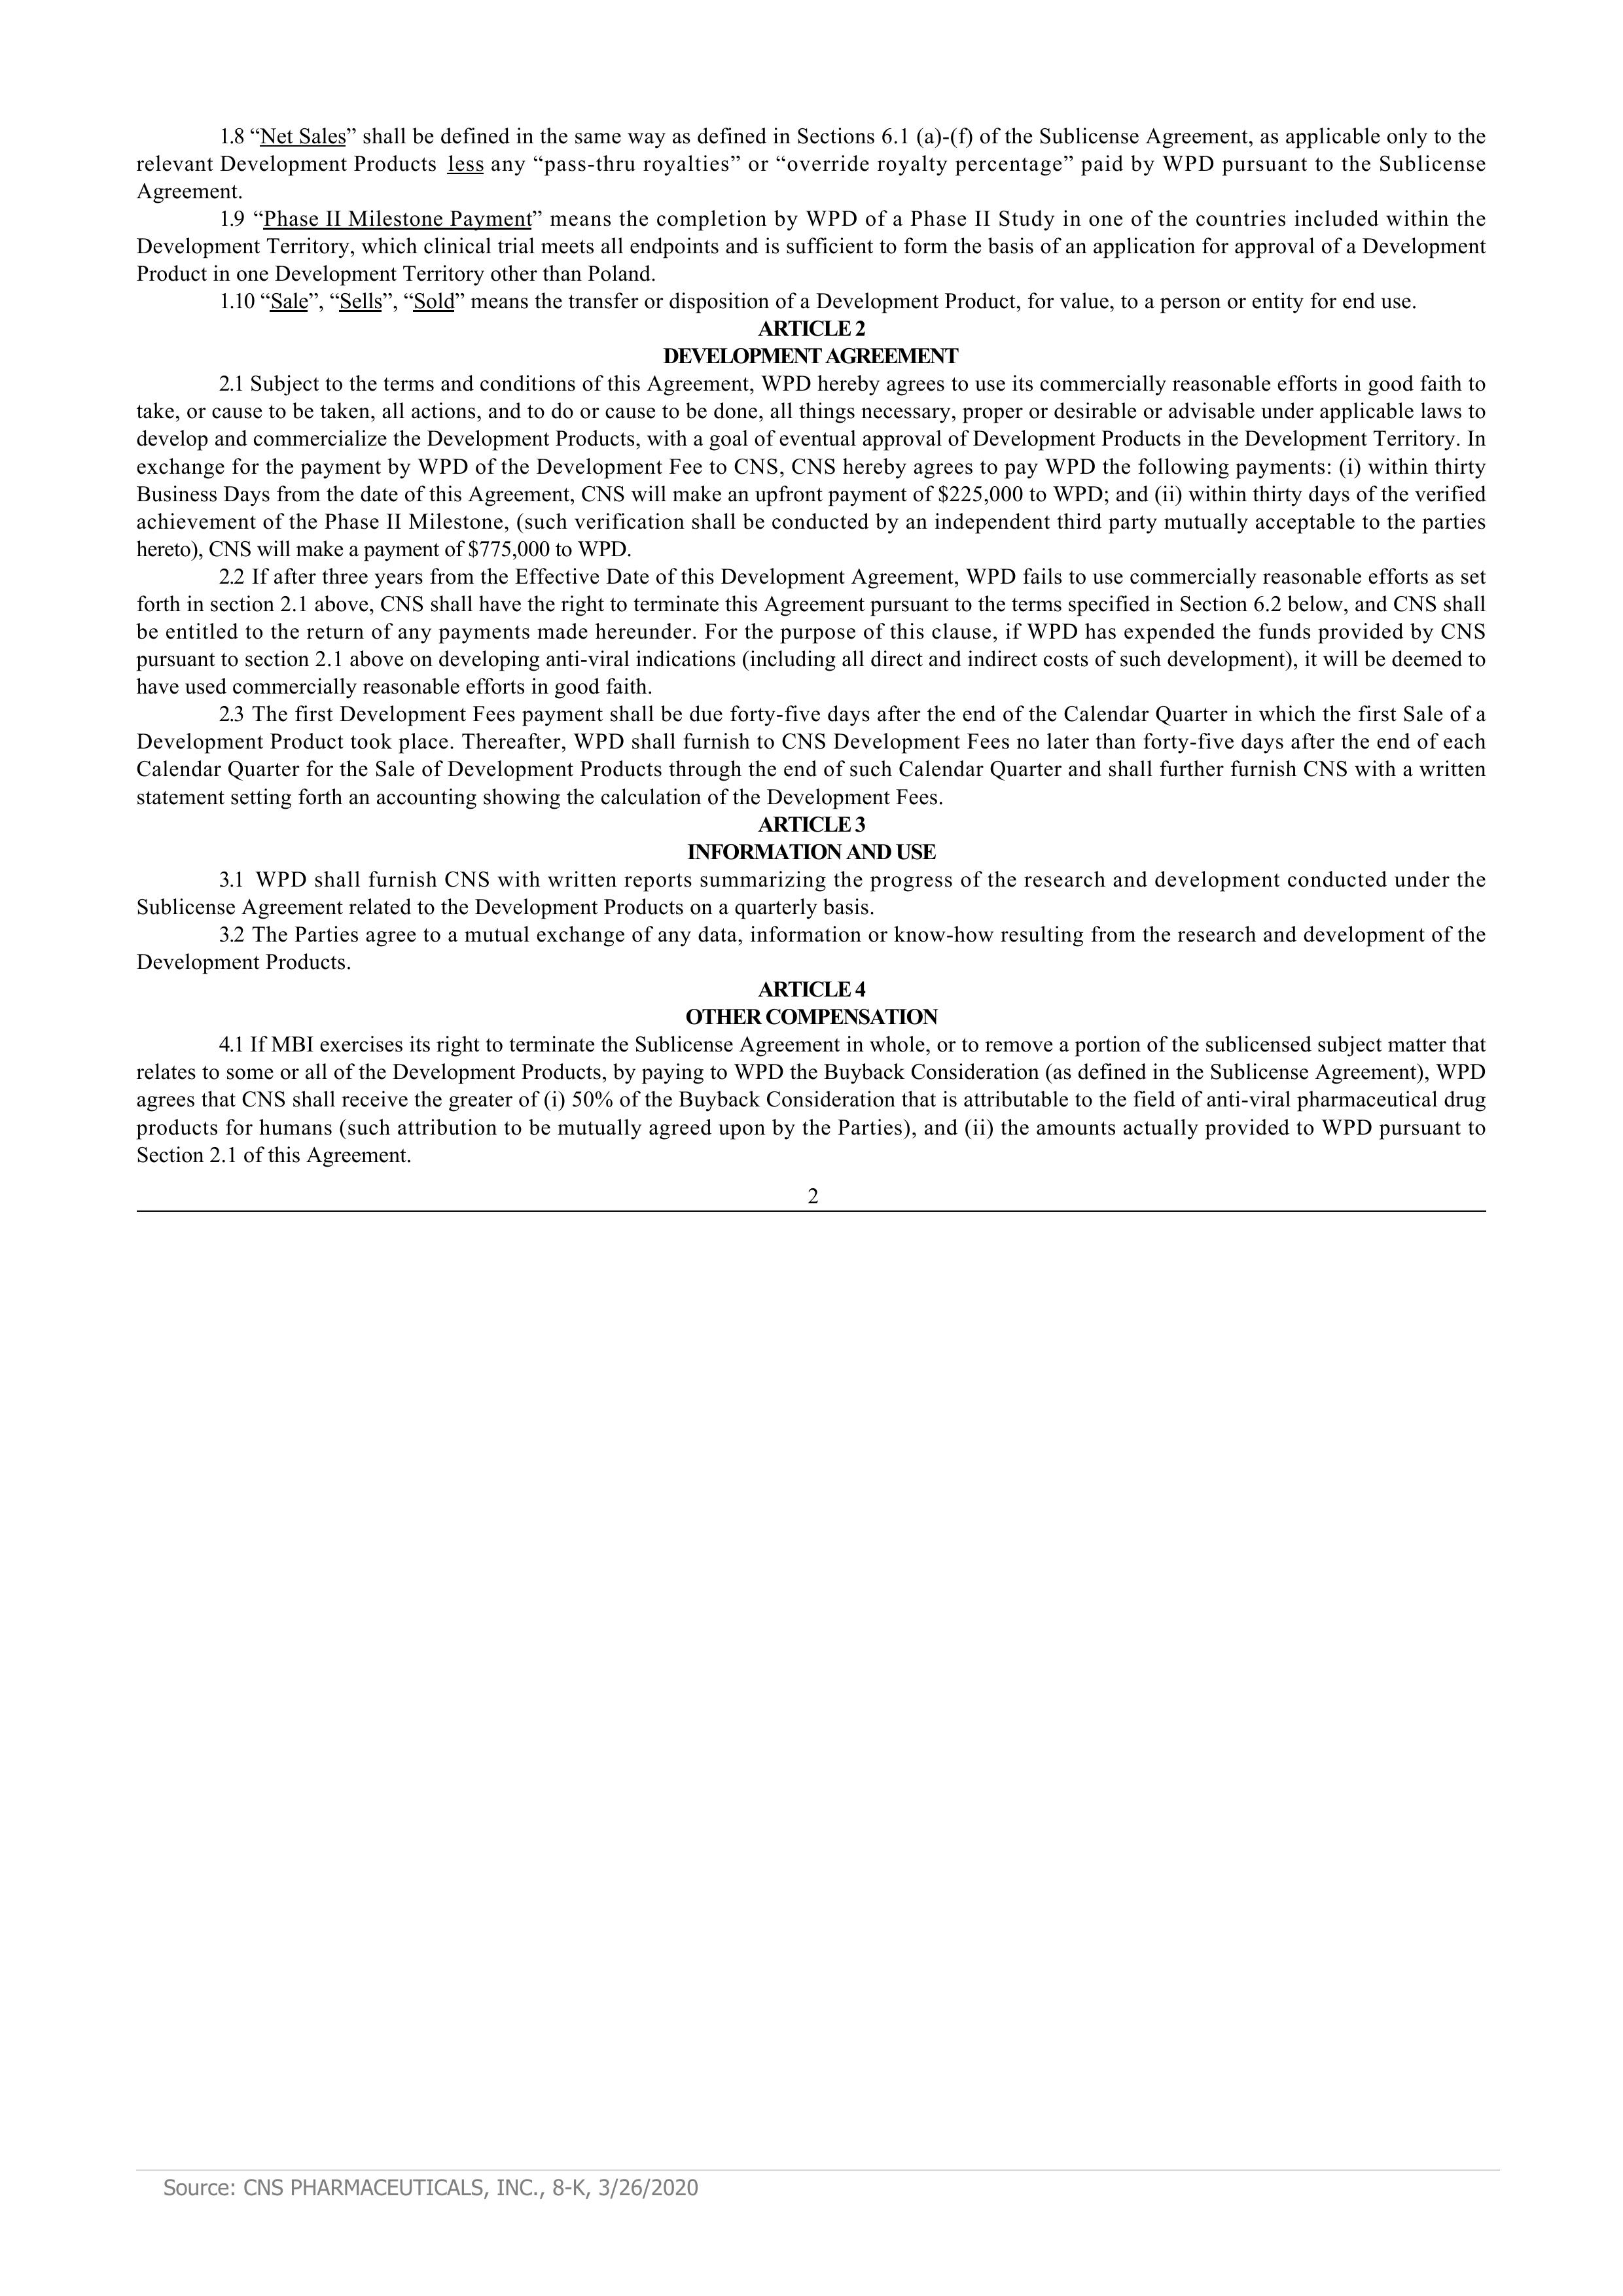 1.8 “Net Sales” shall be defined in the same way as defined in Sections 6.1 (a)-(f) of the Sublicense Agreement, as applicable only to the
relevant Development Products less any “pass-thru royalties” or “override royalty percentage” paid by WPD pursuant to the Sublicense
Agreement.
1.9 “Phase II Milestone Payment” means the completion by WPD of a Phase II Study in one of the countries included within the
Development Territory, which clinical trial meets all endpoints and is sufficient to form the basis of an application for approval of a Development
Product in one Development Territory other than Poland.
1.10 “Sale”, “Sells”, “Sold” means the transfer or disposition of a Development Product, for value, to a person or entity for end use.
ARTICLE 2
DEVELOPMENT AGREEMENT
2.1 Subject to the terms and conditions of this Agreement, WPD hereby agrees to use its commercially reasonable efforts in good faith to
take, or cause to be taken, all actions, and to do or cause to be done, all things necessary, proper or desirable or advisable under applicable laws to
develop and commercialize the Development Products, with a goal of eventual approval of Development Products in the Development Territory. In
exchange for the payment by WPD of the Development Fee to CNS, CNS hereby agrees to pay WPD the following payments: (i) within thirty
Business Days from the date of this Agreement, CNS will make an upfront payment of $225,000 to WPD; and (ii) within thirty days of the verified
achievement of the Phase II Milestone, (such verification shall be conducted by an independent third party mutually acceptable to the parties
hereto), CNS will make a payment of $775,000 to WPD.
2.2 If after three years from the Effective Date of this Development Agreement, WPD fails to use commercially reasonable efforts as set
forth in section 2.1 above, CNS shall have the right to terminate this Agreement pursuant to the terms specified in Section 6.2 below, and CNS shall
be entitled to the return of any payments made hereunder. For the purpose of this clause, if WPD has expended the funds provided by CNS
pursuant to section 2.1 above on developing anti-viral indications (including all direct and indirect costs of such development), it will be deemed to
have used commercially reasonable efforts in good faith.
2.3 The first Development Fees payment shall be due forty-five days after the end of the Calendar Quarter in which the first Sale of a
Development Product took place. Thereafter, WPD shall furnish to CNS Development Fees no later than forty-five days after the end of each
Calendar Quarter for the Sale of Development Products through the end of such Calendar Quarter and shall further furnish CNS with a written
statement setting forth an accounting showing the calculation of the Development Fees.
ARTICLE 3
INFORMATION AND USE
3.1 WPD shall furnish CNS with written reports summarizing the progress of the research and development conducted under the
Sublicense Agreement related to the Development Products on a quarterly basis.
3.2 The Parties agree to a mutual exchange of any data, information or know-how resulting from the research and development of the
Development Products.
ARTICLE 4
OTHER COMPENSATION
4.1 If MBI exercises its right to terminate the Sublicense Agreement in whole, or to remove a portion of the sublicensed subject matter that
relates to some or all of the Development Products, by paying to WPD the Buyback Consideration (as defined in the Sublicense Agreement), WPD
agrees that CNS shall receive the greater of (i) 50% of the Buyback Consideration that is attributable to the field of anti-viral pharmaceutical drug
products for humans (such attribution to be mutually agreed upon by the Parties), and (ii) the amounts actually provided to WPD pursuant to
Section 2.1 of this Agreement.
2
Source: CNS PHARMACEUTICALS, INC., 8-K, 3/26/2020